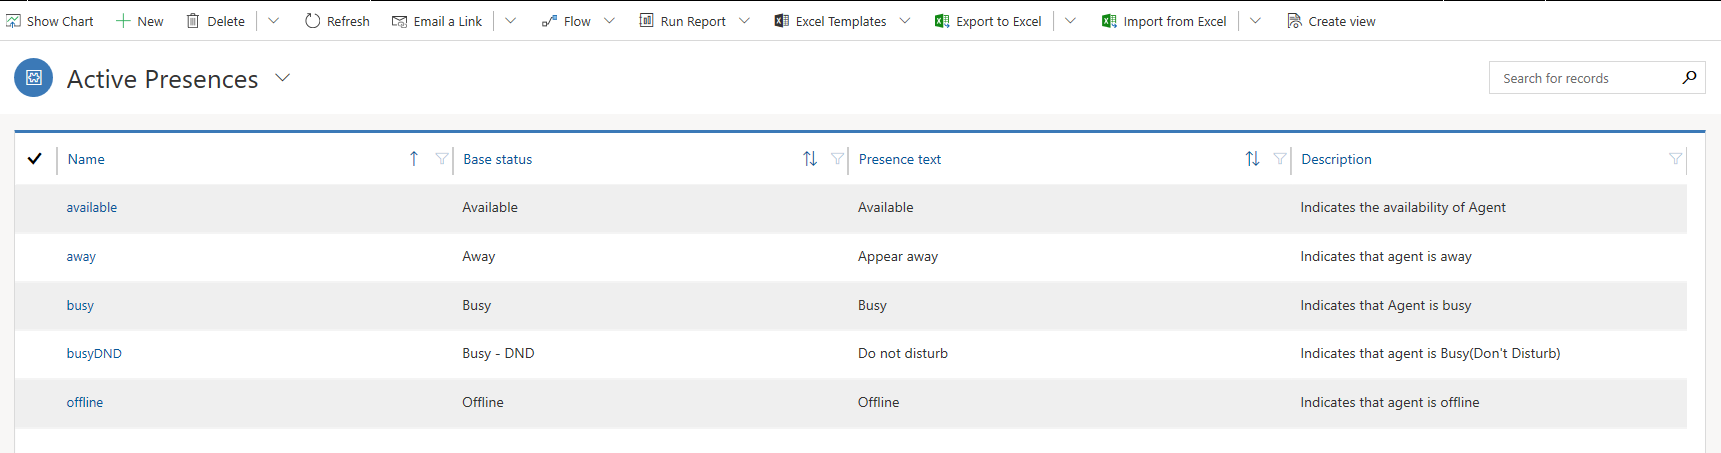 Show Chart New Delete Refresh Email a Link Flow Run Report Excel Templates Export to Excel Import from Excel Create view
Active Presences Search for records
Name Base status Presence text Description
available Available Available Indicates the availability of Agent
away Away Appear away Indicates that agent is away
busy Busy Busy Indicates that Agent is busy
busyDND Busy - DND Do not disturb Indicates that agent is Busy(Don't Disturb)
offline Offline Offline Indicates that agent is offline